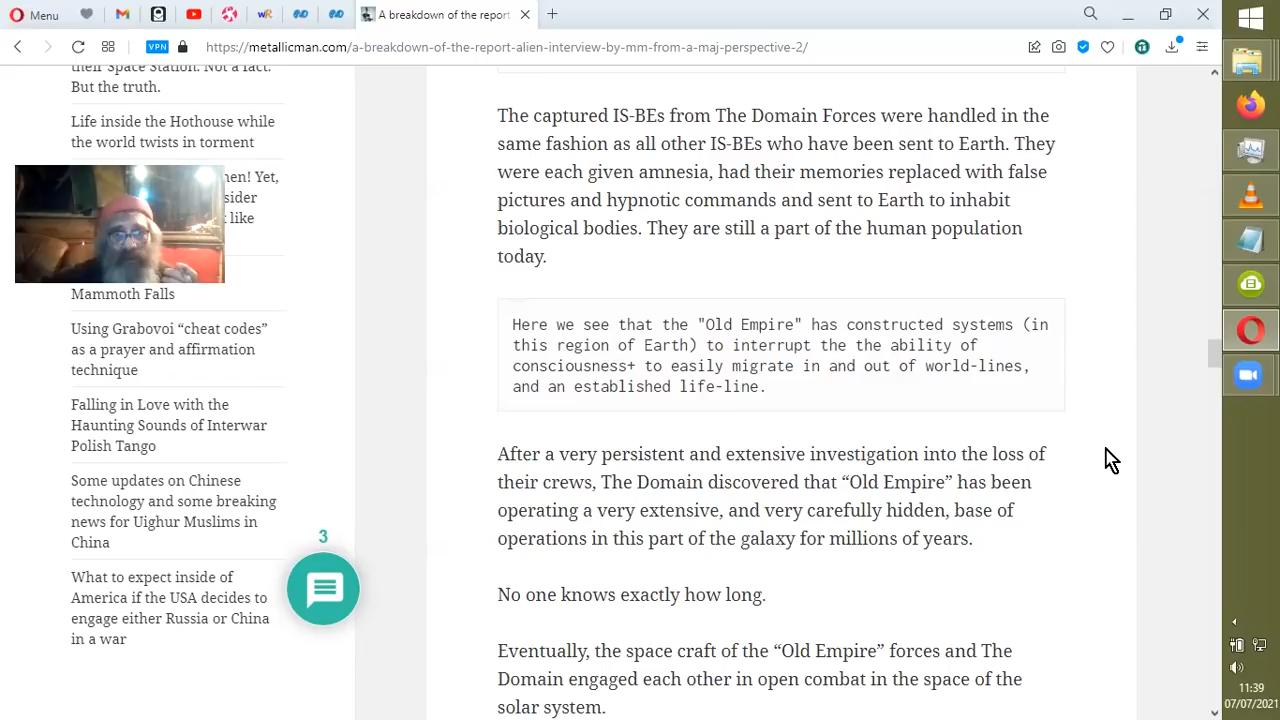 Menu
A breakdown of the report
VPN
https://metallicman.com/a-breakdown-of-the-report-alien-interview-by-mm-from-a-maj-perspective-2/
their Space Station. Not a fact.
But the truth.
Life inside the Hothouse while
the world twists in torment
nen! Yet,
sider
like
Mammoth Falls
Using Grabovoi “cheat codes”
as a prayer and affirmation
technique
Falling in Love with the
Haunting Sounds of Interwar
Polish Tango
Some updates on Chinese
technology and some breaking
news for Uighur Muslims in
China
What to expect inside of
America if the USA decides to
engage either Russia or China
in a war
3
The captured IS-BEs from The Domain Forces were handled in the
same fashion as all other IS-BEs who have been sent to Earth. They
were each given amnesia, had their memories replaced with false
pictures and hypnotic commands and sent to Earth to inhabit
biological bodies. They are still a part of the human population
today.
Here we see that the "Old Empire" has constructed systems (in
this region of Earth) to interrupt the the ability of
consciousness+ to easily migrate in and out of world-lines,
and an established life-line.
After a very persistent and extensive investigation into the loss of
their crews, The Domain discovered that “Old Empire” has been
operating a very extensive, and very carefully hidden, base of
operations in this part of the galaxy for millions of years.
No one knows exactly how long.
Eventually, the space craft of the “Old Empire” forces and The
Domain engaged each other in open combat in the space of the
solar system.
11:39
07/07/2021